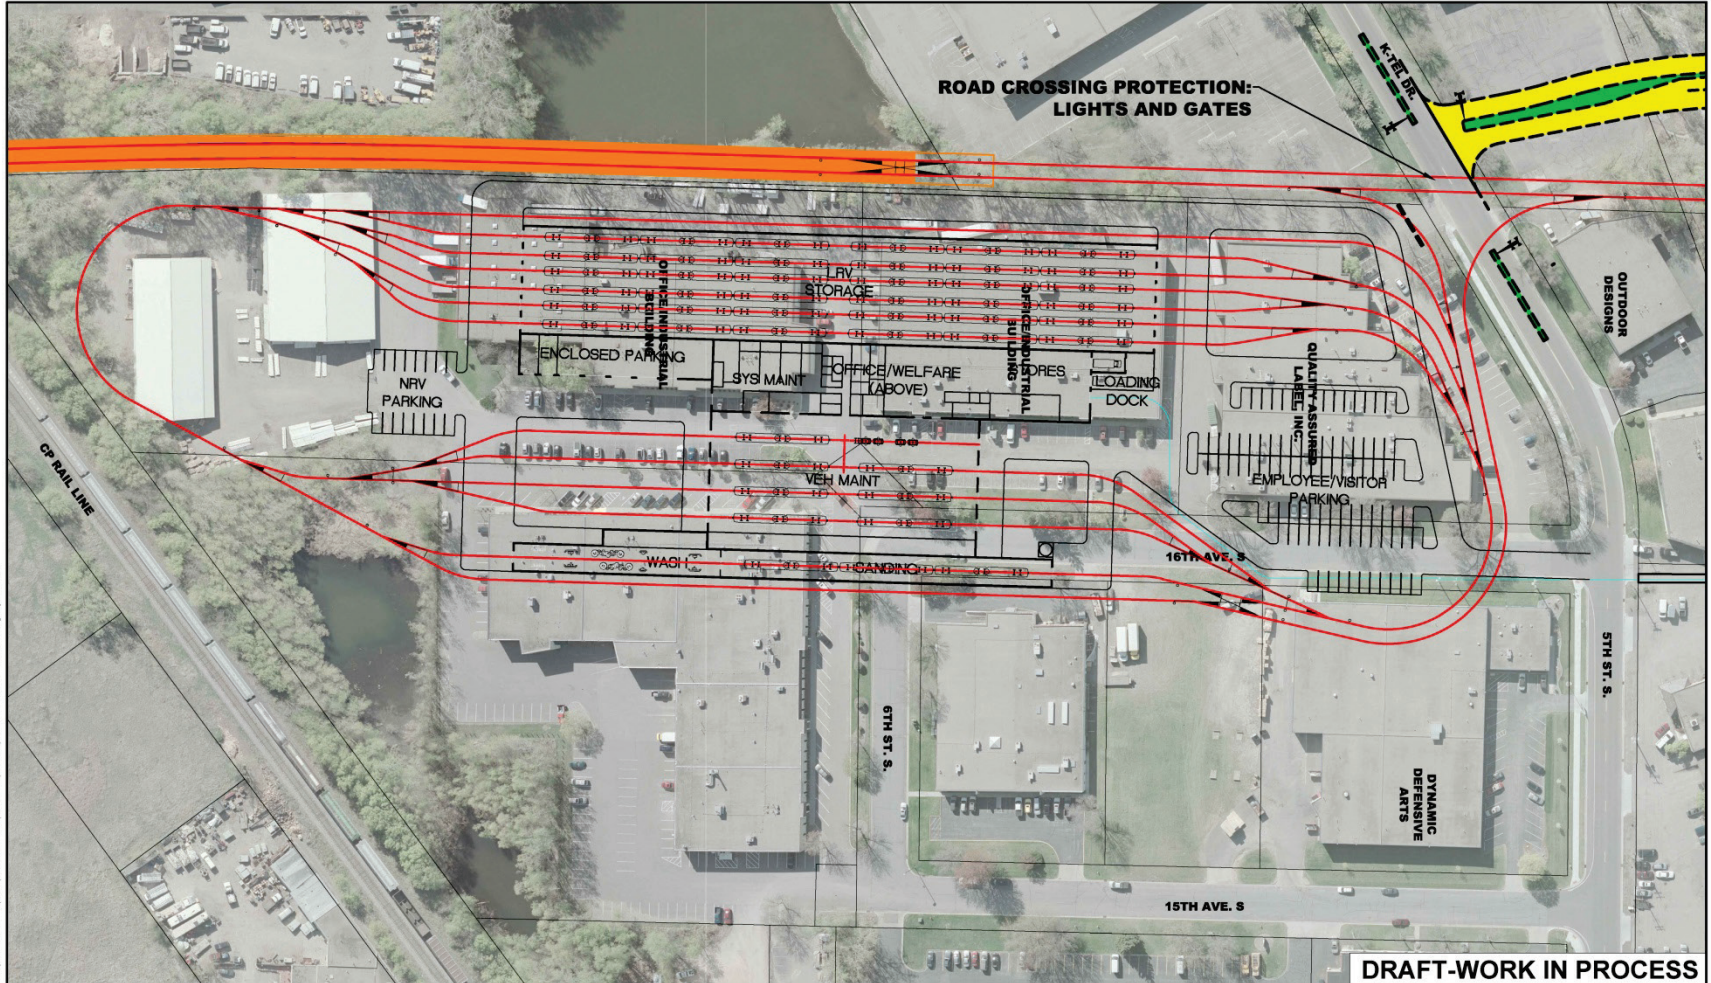 K-TEL DR.
ROAD CROSSING PROTECTION:
LIGHTS AND GATES
OUTDOOR
DESIGNS
LRV
STORAGE
OFFICE/INDUSTRIAL
BUILDING
OFFICE/INDUSTRIAL
BUILDING
ENCLOSED PARKING
SYS MAINT
OFFICE/WELFARE
(ABOVE)
LOADING
DOCK
NRV
PARKING
QUALITY ASSURED
LABEL, INC.
CP RAIL LINE
VEH MAINT
EMPLOYEE/VISITOR
PARKING
WASH
SANDING
16TH AVE. S
5TH ST. S.
6TH ST. S.
DYNAMIC
DEFENSIVE
ARTS
15TH AVE. S
DRAFT-WORK IN PROCESS